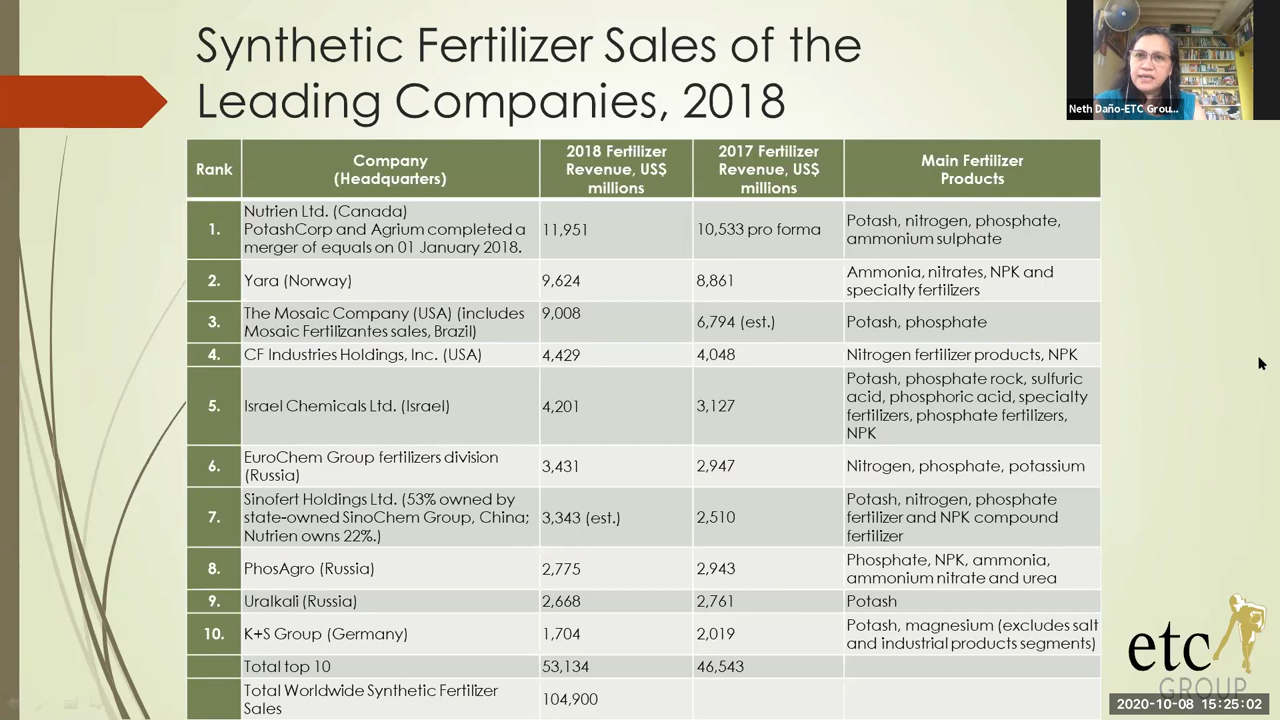 Synthetic Fertilizer Sales of the
Leading Companies, 2018
Neth Daño-ETC Grou...
Rank
Company
(Headquarters)
2018 Fertilizer
Revenue, US$
millions
2017 Fertilizer
Revenue, US$
millions
Main Fertilizer
Products
1.
Nutrien Ltd. (Canada)
PotashCorp and Agrium completed a
merger of equals on 01 January 2018.
11,951
10,533 pro forma
Potash, nitrogen, phosphate,
ammonium sulphate
2.
Yara (Norway)
9,624
8,861
Ammonia, nitrates, NPK and
specialty fertilizers
3.
The Mosaic Company (USA) (includes
Mosaic Fertilizantes sales, Brazil)
9,008
6,794 (est.)
Potash, phosphate
4.
CF Industries Holdings, Inc. (USA)
4,429
4,048
Nitrogen fertilizer products, NPK
5.
Israel Chemicals Ltd. (Israel)
4,201
3,127
Potash, phosphate rock, sulfuric
acid, phosphoric acid, specialty
fertilizers, phosphate fertilizers,
NPK
6.
EuroChem Group fertilizers division
(Russia)
3,431
2,947
Nitrogen, phosphate, potassium
7.
Sinofert Holdings Ltd. (53% owned by
state-owned SinoChem Group, China;
Nutrien owns 22%.)
3,343 (est.)
2,510
Potash, nitrogen, phosphate
fertilizer and NPK compound
fertilizer
8.
PhosAgro (Russia)
2,775
2,943
Phosphate, NPK, ammonia,
ammonium nitrate and urea
9.
Uralkali (Russia)
2,668
2,761
Potash
10.
K+S Group (Germany)
1,704
2,019
Potash, magnesium (excludes salt
and industrial products segments)
Total top 10
53,134
46,543
Total Worldwide Synthetic Fertilizer
Sales
104,900
etc
GROUP
2020-10-08 15:25:02